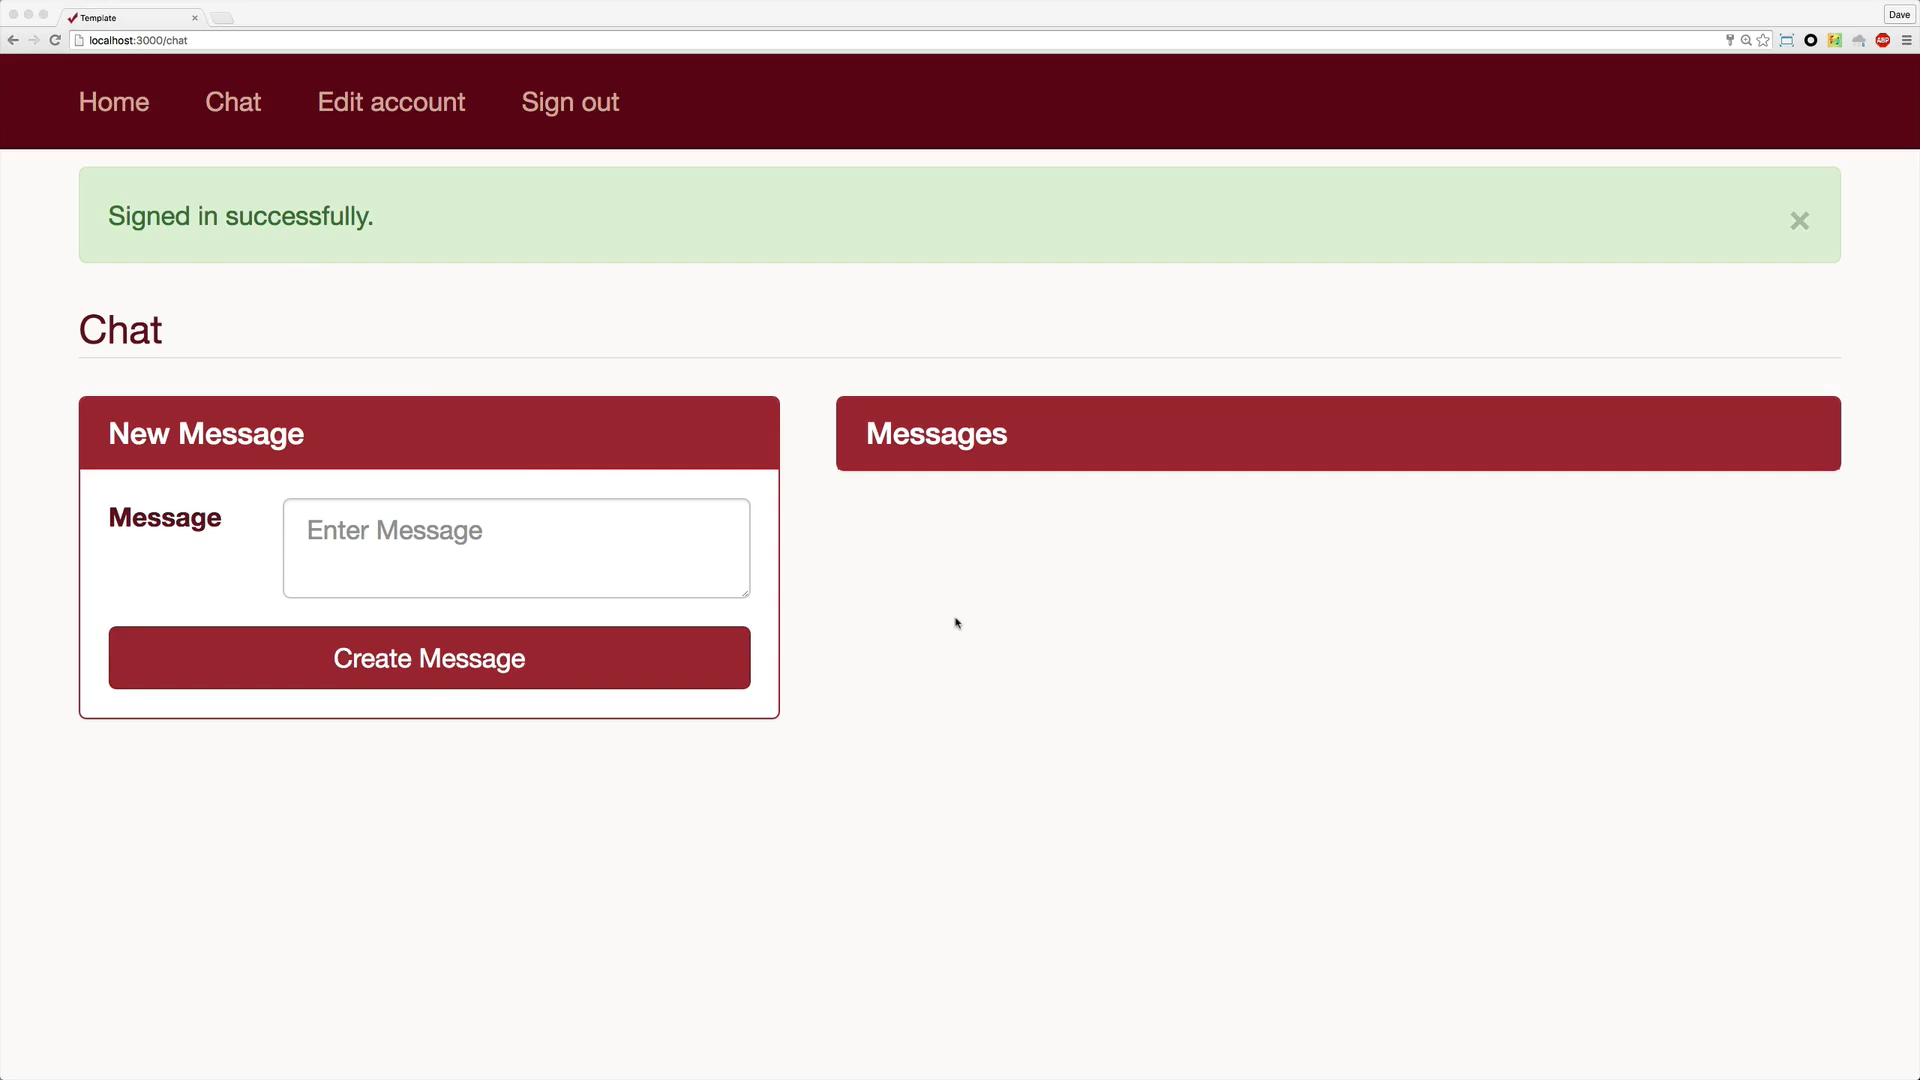 Template
Dave
localhost:3000/chat
ABP
Home Chat Edit account Sign out
Signed in successfully.
×
Chat
New Message
Messages
Message
Enter Message
Create Message